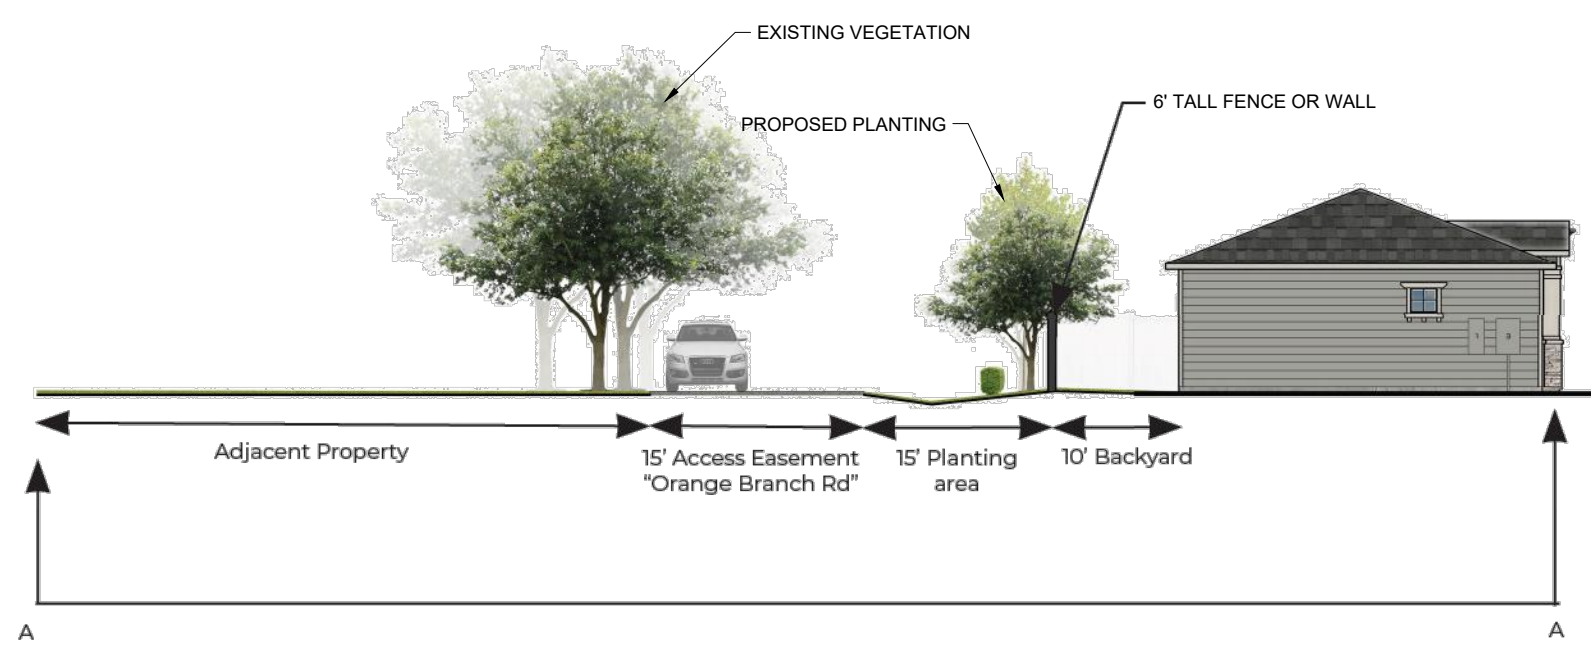 EXISTING VEGETATION
6' TALL FENCE OR WALL
PROPOSED PLANTING
Adjacent Property
15’ Access Easement
“Orange Branch Rd”
15’ Planting
area
10’ Backyard
A
A